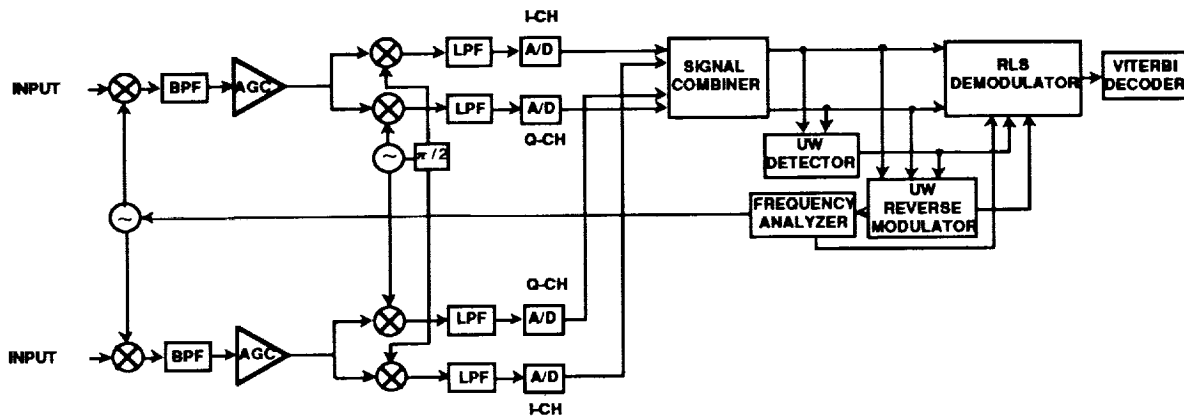 I-CH
LPF
A/D
INPUT
BPF
AGC
LPF
A/D
Q-CH
SIGNAL
COMBINER
RLS
DEMODULATOR
VITERBI
DECODER
~
π/2
UW
DETECTOR
~
FREQUENCY
ANALYZER
UW
REVERSE
MODULATOR
Q-CH
LPF
A/D
INPUT
BPF
AGC
LPF
A/D
I-CH